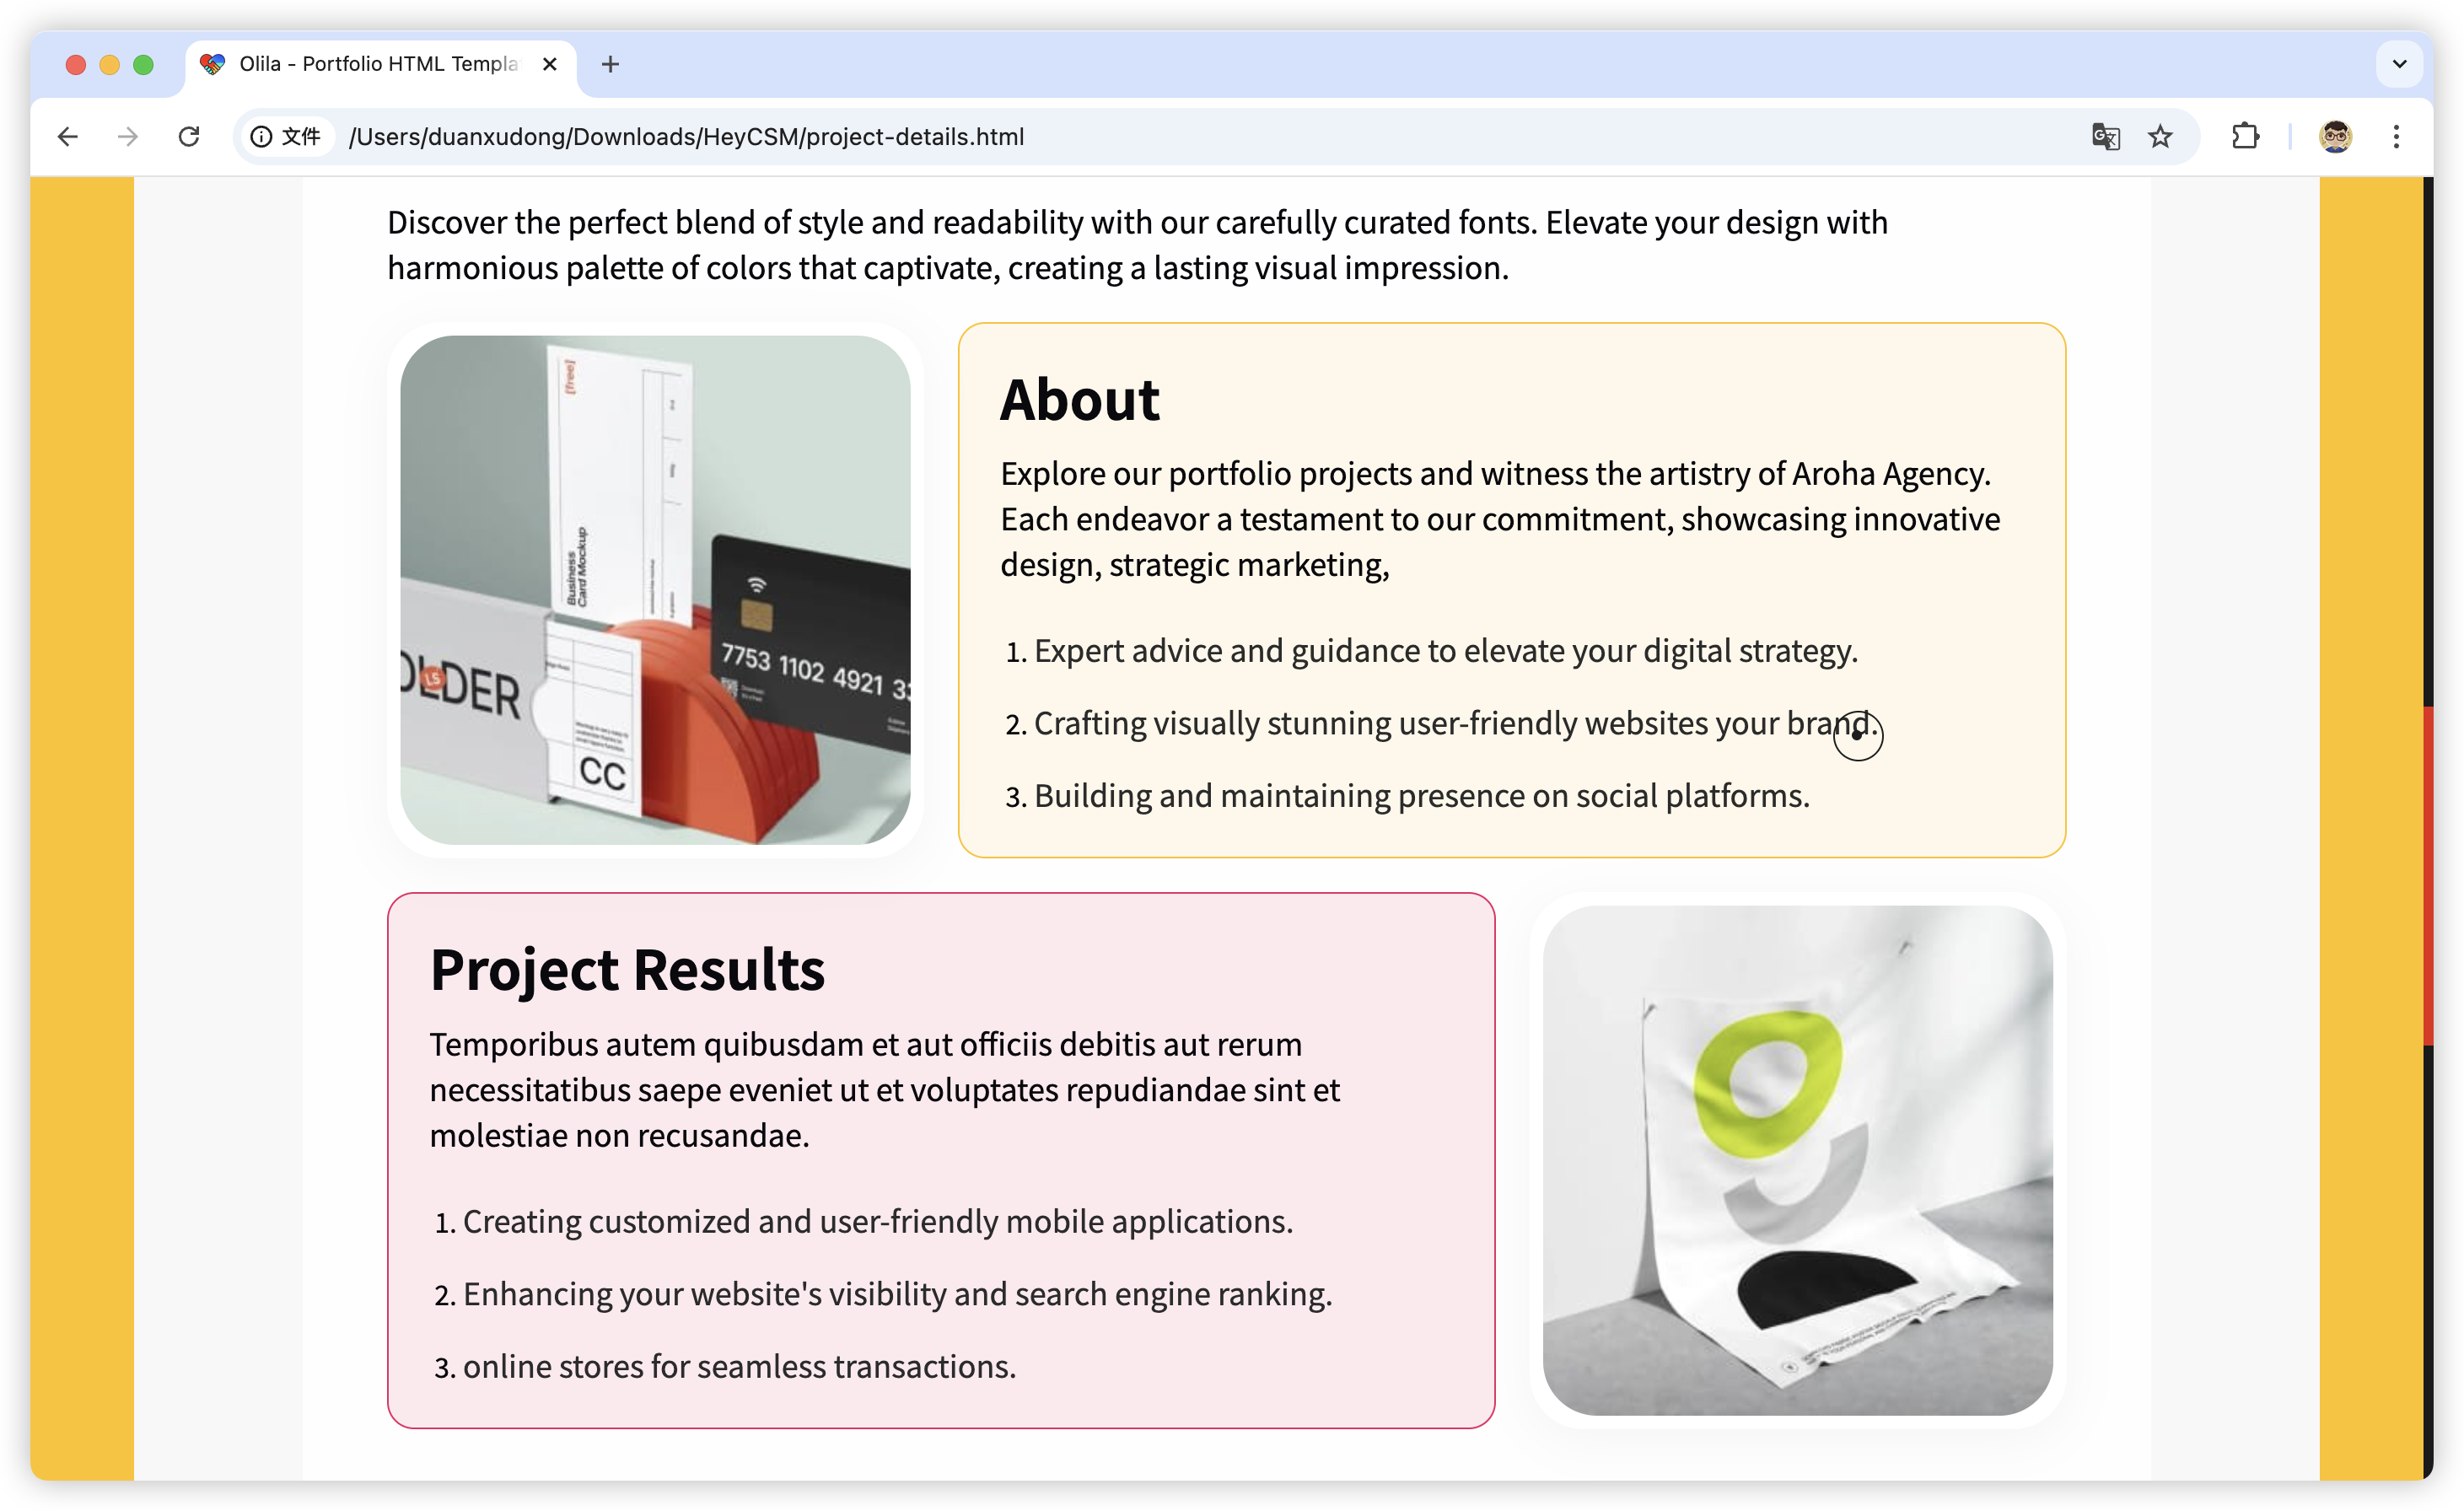 Olila - Portfolio HTML Templa
文件
/Users/duanxudong/Downloads/HeyCSM/project-details.html
Discover the perfect blend of style and readability with our carefully curated fonts. Elevate your design with
harmonious palette of colors that captivate, creating a lasting visual impression.
[free]
Business
Card Mockup
OLDER
LS
CC
7753 1102 4921
About
Explore our portfolio projects and witness the artistry of Aroha Agency.
Each endeavor a testament to our commitment, showcasing innovative
design, strategic marketing,
1. Expert advice and guidance to elevate your digital strategy.
2. Crafting visually stunning user-friendly websites your brand.
3. Building and maintaining presence on social platforms.
Project Results
Temporibus autem quibusdam et aut officiis debitis aut rerum
necessitatibus saepe eveniet ut et voluptates repudiandae sint et
molestiae non recusandae.
1. Creating customized and user-friendly mobile applications.
2. Enhancing your website's visibility and search engine ranking.
3. online stores for seamless transactions.